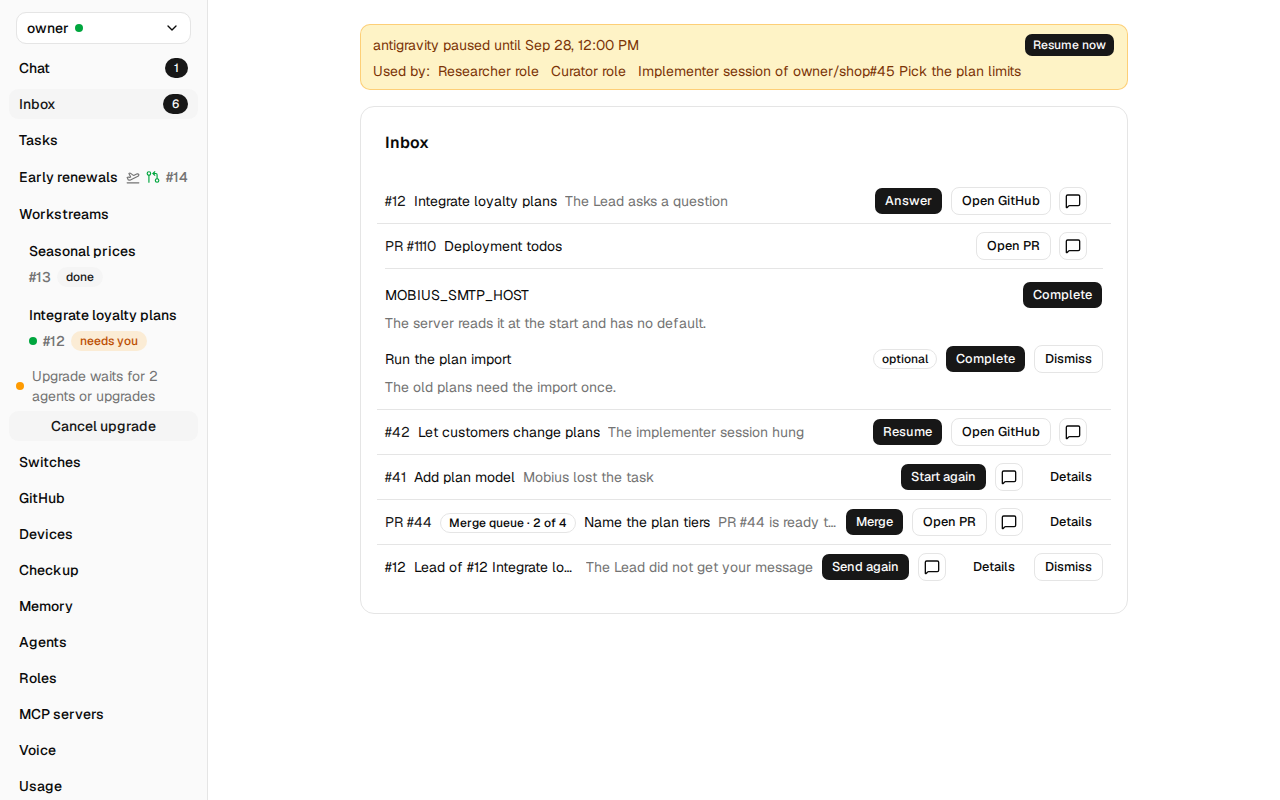 owner
Chat 1
Inbox 6
Tasks
Early renewals #14
Workstreams
Seasonal prices
#13 done
Integrate loyalty plans
#12 needs you
Upgrade waits for 2
agents or upgrades
Cancel upgrade
Switches
GitHub
Devices
Checkup
Memory
Agents
Roles
MCP servers
Voice
Usage
antigravity paused until Sep 28, 12:00 PM Resume now
Used by: Researcher role Curator role Implementer session of owner/shop#45 Pick the plan limits
Inbox
#12 Integrate loyalty plans The Lead asks a question Answer Open GitHub
PR #1110 Deployment todos Open PR
MOBIUS_SMTP_HOST Complete
The server reads it at the start and has no default.
Run the plan import optional Complete Dismiss
The old plans need the import once.
#42 Let customers change plans The implementer session hung Resume Open GitHub
#41 Add plan model Mobius lost the task Start again Details
PR #44 Merge queue · 2 of 4 Name the plan tiers PR #44 is ready t... Merge Open PR Details
#12 Lead of #12 Integrate lo... The Lead did not get your message Send again Details Dismiss